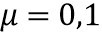 μ = 0,1